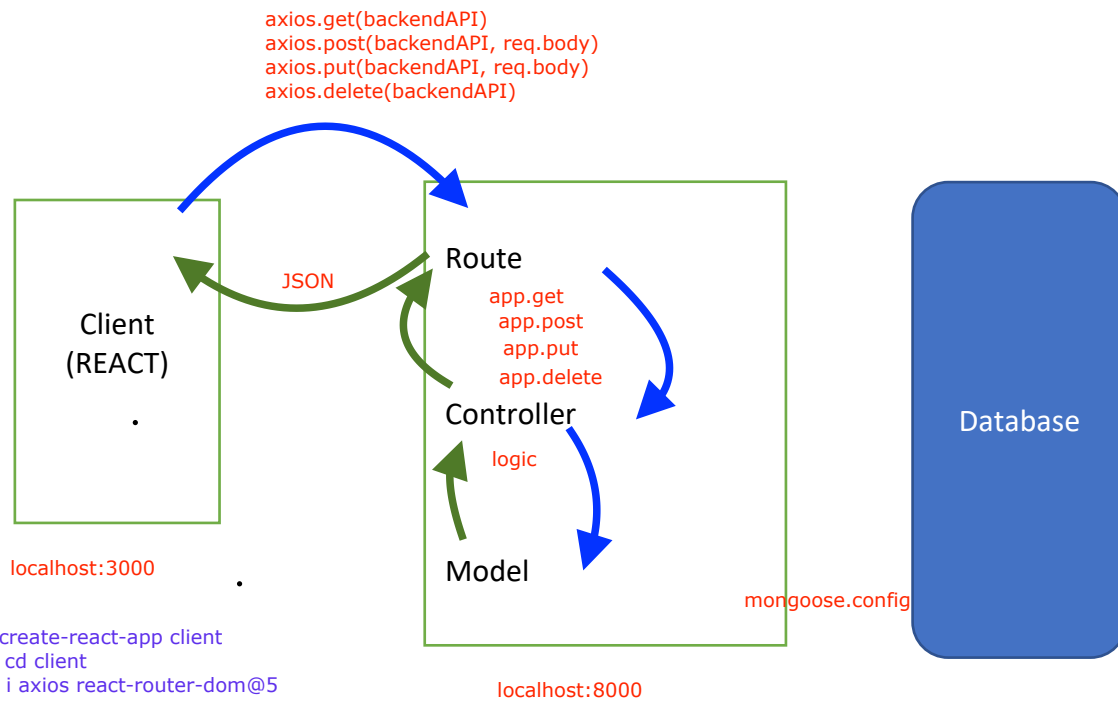 axios.get(backendAPI)
axios.post(backendAPI, req.body)
axios.put(backendAPI, req.body)
axios.delete(backendAPI)
JSON
Client
(REACT)
Route
app.get
app.post
app.put
app.delete
Controller
logic
Model
Database
mongoose.config
localhost:3000
create-react-app client
cd client
i axios react-router-dom@5
localhost:8000